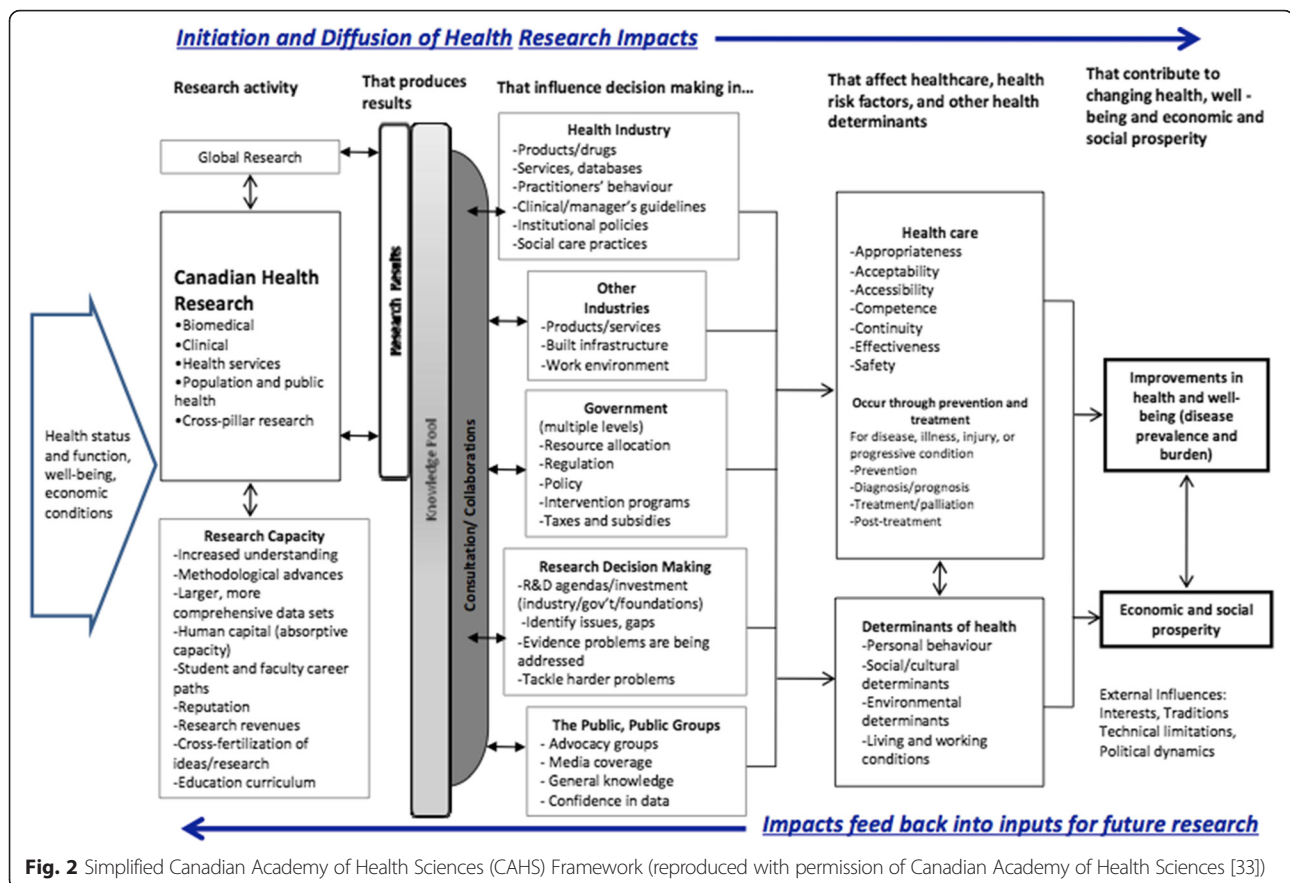 Initiation and Diffusion of Health Research Impacts
Research activity
That produces
results
That influence decision making in...
That affect healthcare, health
risk factors, and other health
determinants
That contribute to
changing health, well -
being and economic and
social prosperity
Health status
and function,
well-being,
economic
conditions
Global Research
Canadian Health
Research
•Biomedical
•Clinical
•Health services
•Population and public
health
•Cross-pillar research
Research Capacity
-Increased understanding
-Methodological advances
-Larger, more
comprehensive data sets
-Human capital (absorptive
capacity)
-Student and faculty career
paths
-Reputation
-Research revenues
-Cross-fertilization of
ideas/research
-Education curriculum
Research Results
Knowledge Pool
Consultation/ Collaborations
Health Industry
-Products/drugs
-Services, databases
-Practitioners' behaviour
-Clinical/manager's guidelines
-Institutional policies
-Social care practices
Other
Industries
-Products/services
-Built infrastructure
-Work environment
Government
(multiple levels)
-Resource allocation
-Regulation
-Policy
-Intervention programs
-Taxes and subsidies
Research Decision Making
-R&D agendas/investment
(industry/gov't/foundations)
-Identify issues, gaps
-Evidence problems are being
addressed
-Tackle harder problems
The Public, Public Groups
- Advocacy groups
- Media coverage
- General knowledge
- Confidence in data
Health care
-Appropriateness
-Acceptability
-Accessibility
-Competence
-Continuity
-Effectiveness
-Safety
Occur through prevention and
treatment
For disease, illness, injury, or
progressive condition
-Prevention
-Diagnosis/prognosis
-Treatment/palliation
-Post-treatment
Determinants of health
-Personal behaviour
-Social/cultural
determinants
-Environmental
determinants
-Living and working
conditions
Improvements in
health and well-
being (disease
prevalence and
burden)
Economic and social
prosperity
External Influences:
Interests, Traditions
Technical limitations,
Political dynamics
Impacts feed back into inputs for future research
Fig. 2 Simplified Canadian Academy of Health Sciences (CAHS) Framework (reproduced with permission of Canadian Academy of Health Sciences [33])